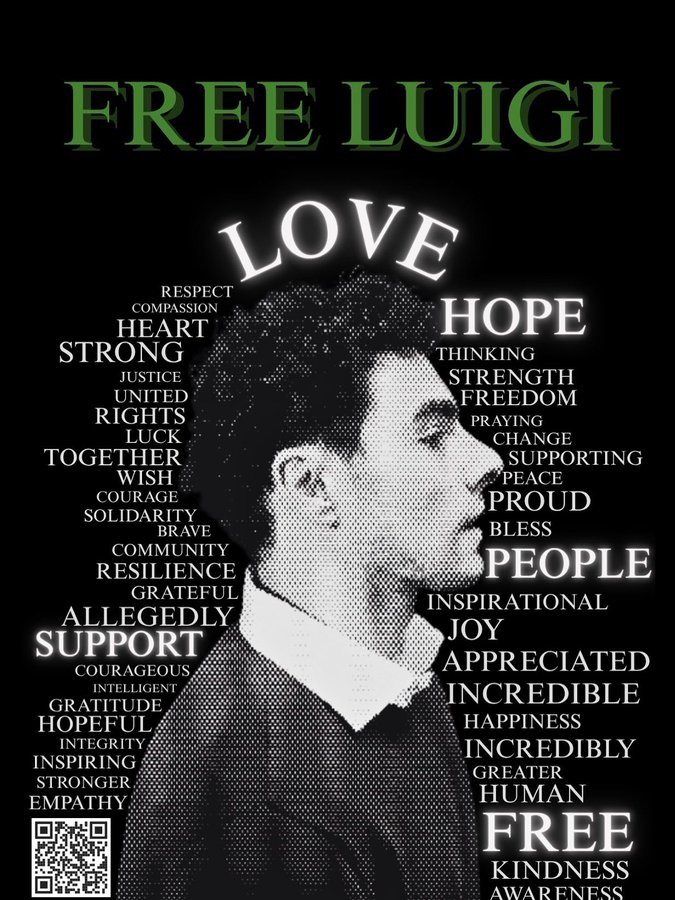 FREE LUIGI
LOVE
RESPECT
COMPASSION
HEART
STRONG
JUSTICE
UNITED
RIGHTS
LUCK
TOGETHER
WISH
COURAGE
SOLIDARITY
BRAVE
COMMUNITY
RESILIENCE
GRATEFUL
ALLEGEDLY
SUPPORT
COURAGEOUS
INTELLIGENT
GRATITUDE
HOPEFUL
INTEGRITY
INSPIRING
STRONGER
EMPATHY
HOPE
THINKING
STRENGTH
FREEDOM
PRAYING
CHANGE
SUPPORTING
PEACE
PROUD
BLESS
PEOPLE
INSPIRATIONAL
JOY
APPRECIATED
INCREDIBLE
HAPPINESS
INCREDIBLY
GREATER
HUMAN
FREE
KINDNESS
AWARENESS